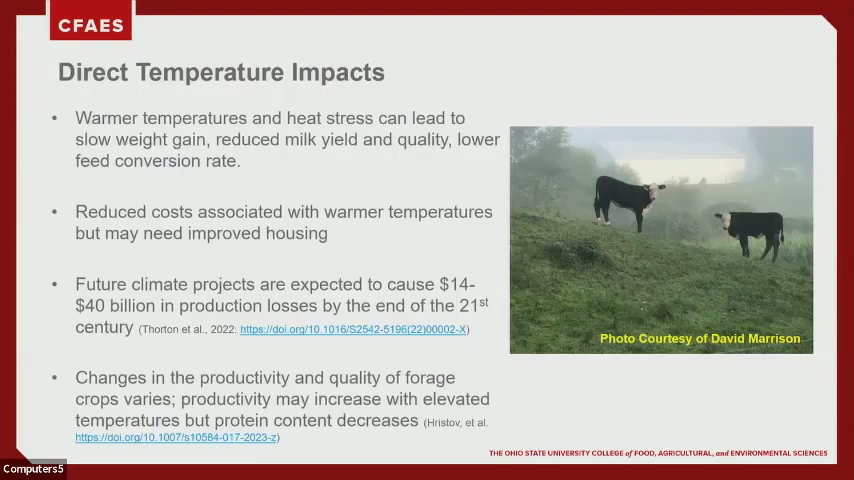 CFAES
Direct Temperature Impacts
• Warmer temperatures and heat stress can lead to
slow weight gain, reduced milk yield and quality, lower
feed conversion rate.
• Reduced costs associated with warmer temperatures
but may need improved housing
• Future climate projects are expected to cause $14-
$40 billion in production losses by the end of the 21st
century (Thorton et al., 2022: https://doi.org/10.1016/S2542-5196(22)00002-X)
• Changes in the productivity and quality of forage
crops varies; productivity may increase with elevated
temperatures but protein content decreases (Hristov, et al.
https://doi.org/10.1007/s10584-017-2023-z)
Photo Courtesy of David Marrison
THE OHIO STATE UNIVERSITY COLLEGE of FOOD, AGRICULTURAL, and ENVIRONMENTAL SCIENCES
Computers5